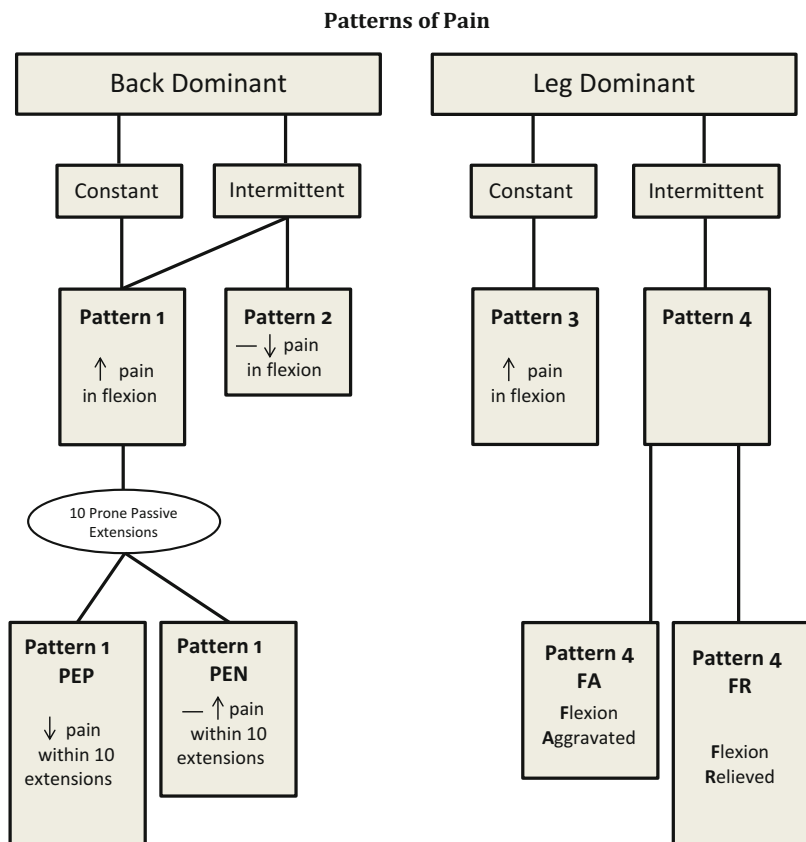 Patterns of Pain
Back Dominant
Constant
Intermittent
Pattern 1
↑ pain
in flexion
Pattern 2
— ↓ pain
in flexion
10 Prone Passive
Extensions
Pattern 1
PEP
↓ pain
within 10
extensions
Pattern 1
PEN
— ↑ pain
within 10
extensions
Leg Dominant
Constant
Intermittent
Pattern 3
↑ pain
in flexion
Pattern 4
Pattern 4
FA
Flexion
Aggravated
Pattern 4
FR
Flexion
Relieved